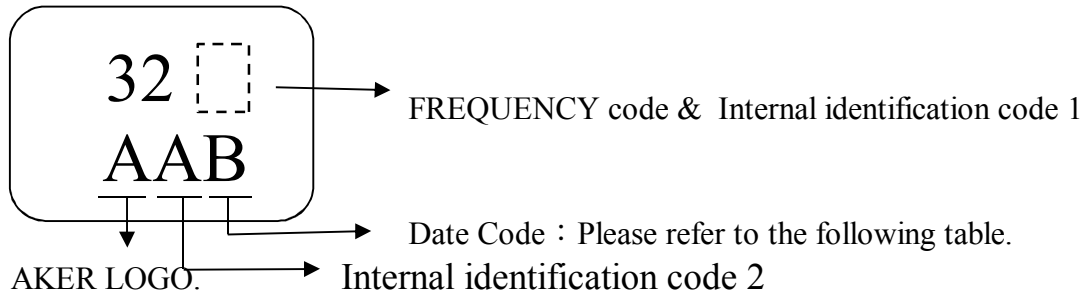 32
FREQUENCY code & Internal identification code 1
AAB
Date Code：Please refer to the following table.
AKER LOGO. Internal identification code 2